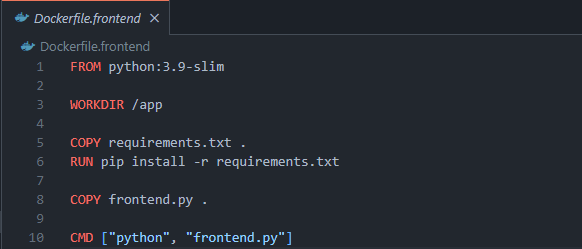 Dockerfile.frontend ×
Dockerfile.frontend
1 FROM python:3.9-slim
2
3 WORKDIR /app
4
5 COPY requirements.txt .
6 RUN pip install -r requirements.txt
7
8 COPY frontend.py .
9
10 CMD ["python", "frontend.py"]